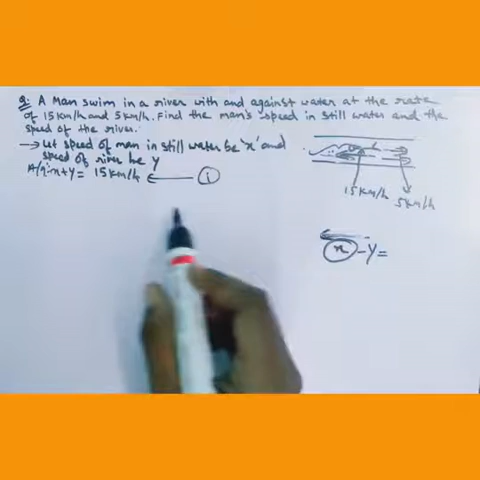 Q. A Man swim in a river with and against water at the rate
of 15 Km/h and 5 Km/h. Find the man's speed in still water and the
speed of the river.
→ Let speed of man in still water be 'x' and
speed of river be y
A/q:- x+y= 15 Km/h ← (i)
15 Km/h
5 Km/h
x - y =